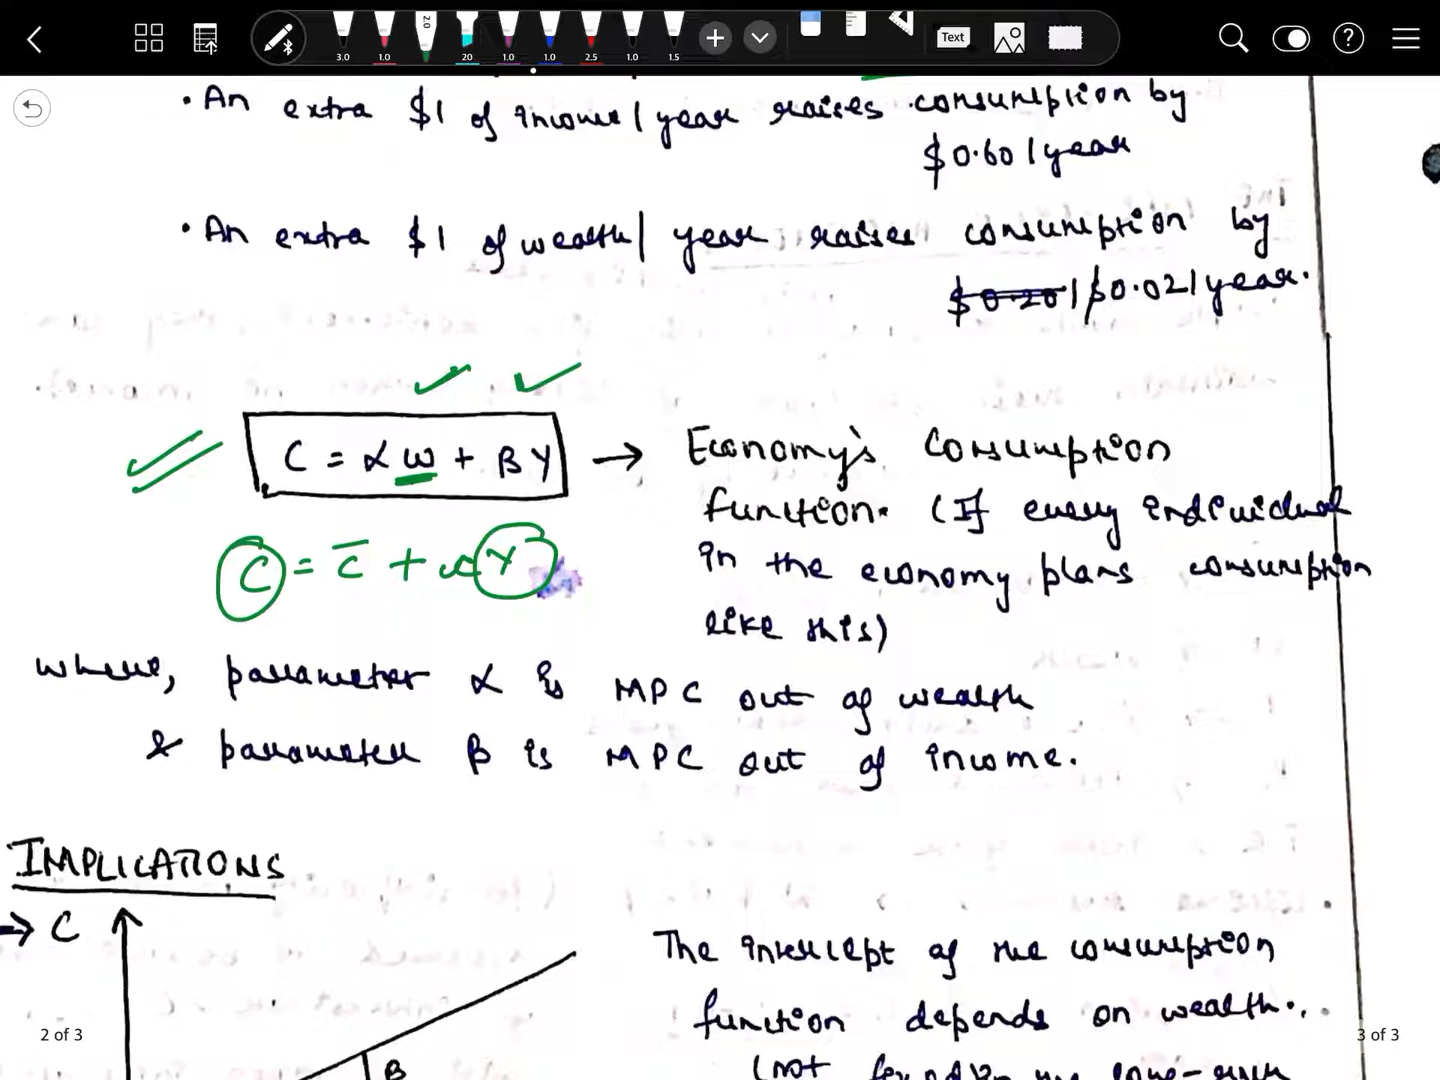 3.0 1.0 2.0 20 1.0 1.0 2.5 1.0 1.5 Text
• An extra $1 of income/year raises consumption by
$0.60/year
• An extra $1 of wealth/year raises consumption by
$0.20/$0.02/year.
C = αW + βY → Economy's Consumption
function. (If every individual
C = C̅ + cY
in the economy plans consumption
like this)
where, parameter α is MPC out of wealth
& parameter β is MPC out of income.
IMPLICATIONS
→ C
The intercept of the consumption
function depends on wealth...
β
(not
2 of 3
3 of 3